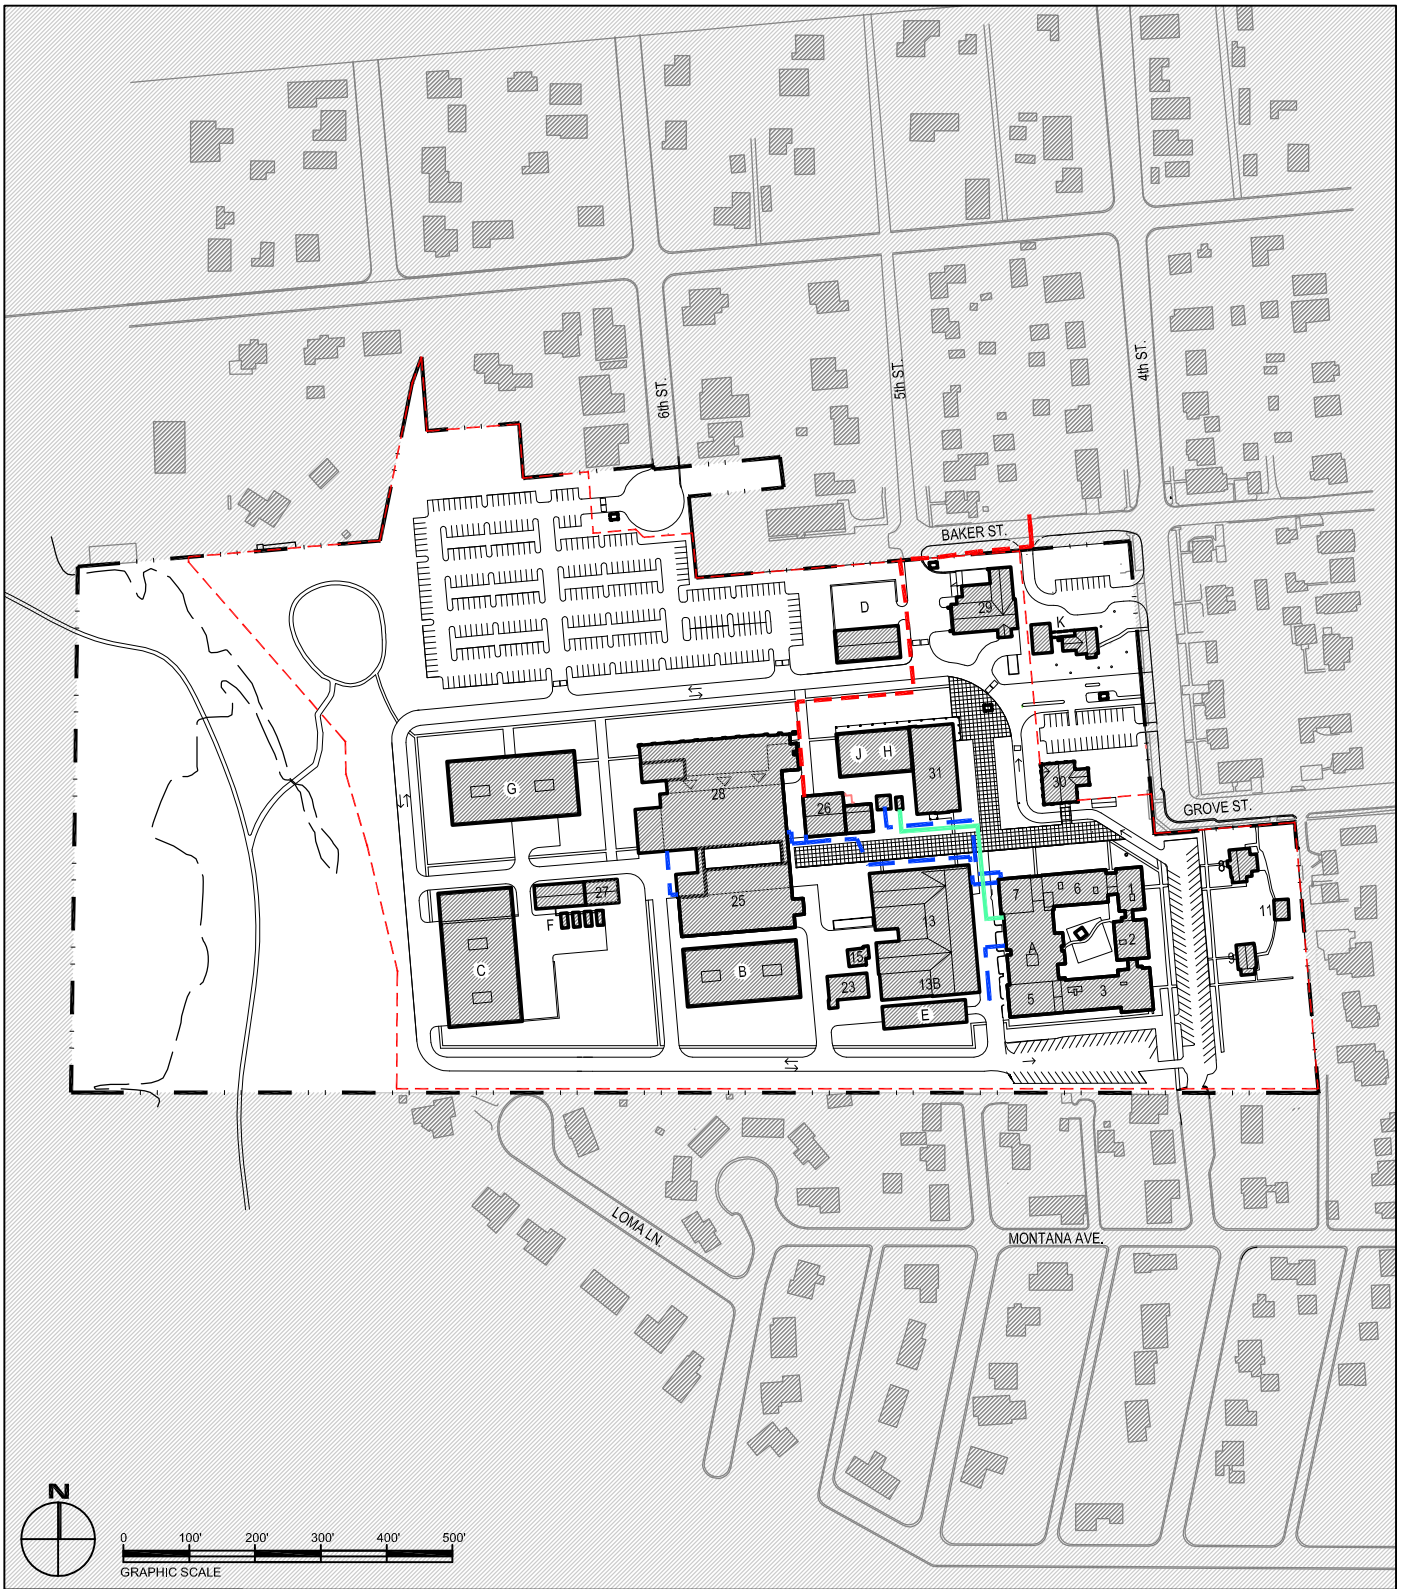 4th ST.
5th ST.
6th ST.
BAKER ST.
D
29
K
J H
31
30
G
28
26
GROVE ST.
8
7
6
1
27
25
13
11
F
2
A
C
B
15
9
23
13B
5
3
E
LOMA LN.
MONTANA AVE.
N
0 100' 200' 300' 400' 500'
GRAPHIC SCALE